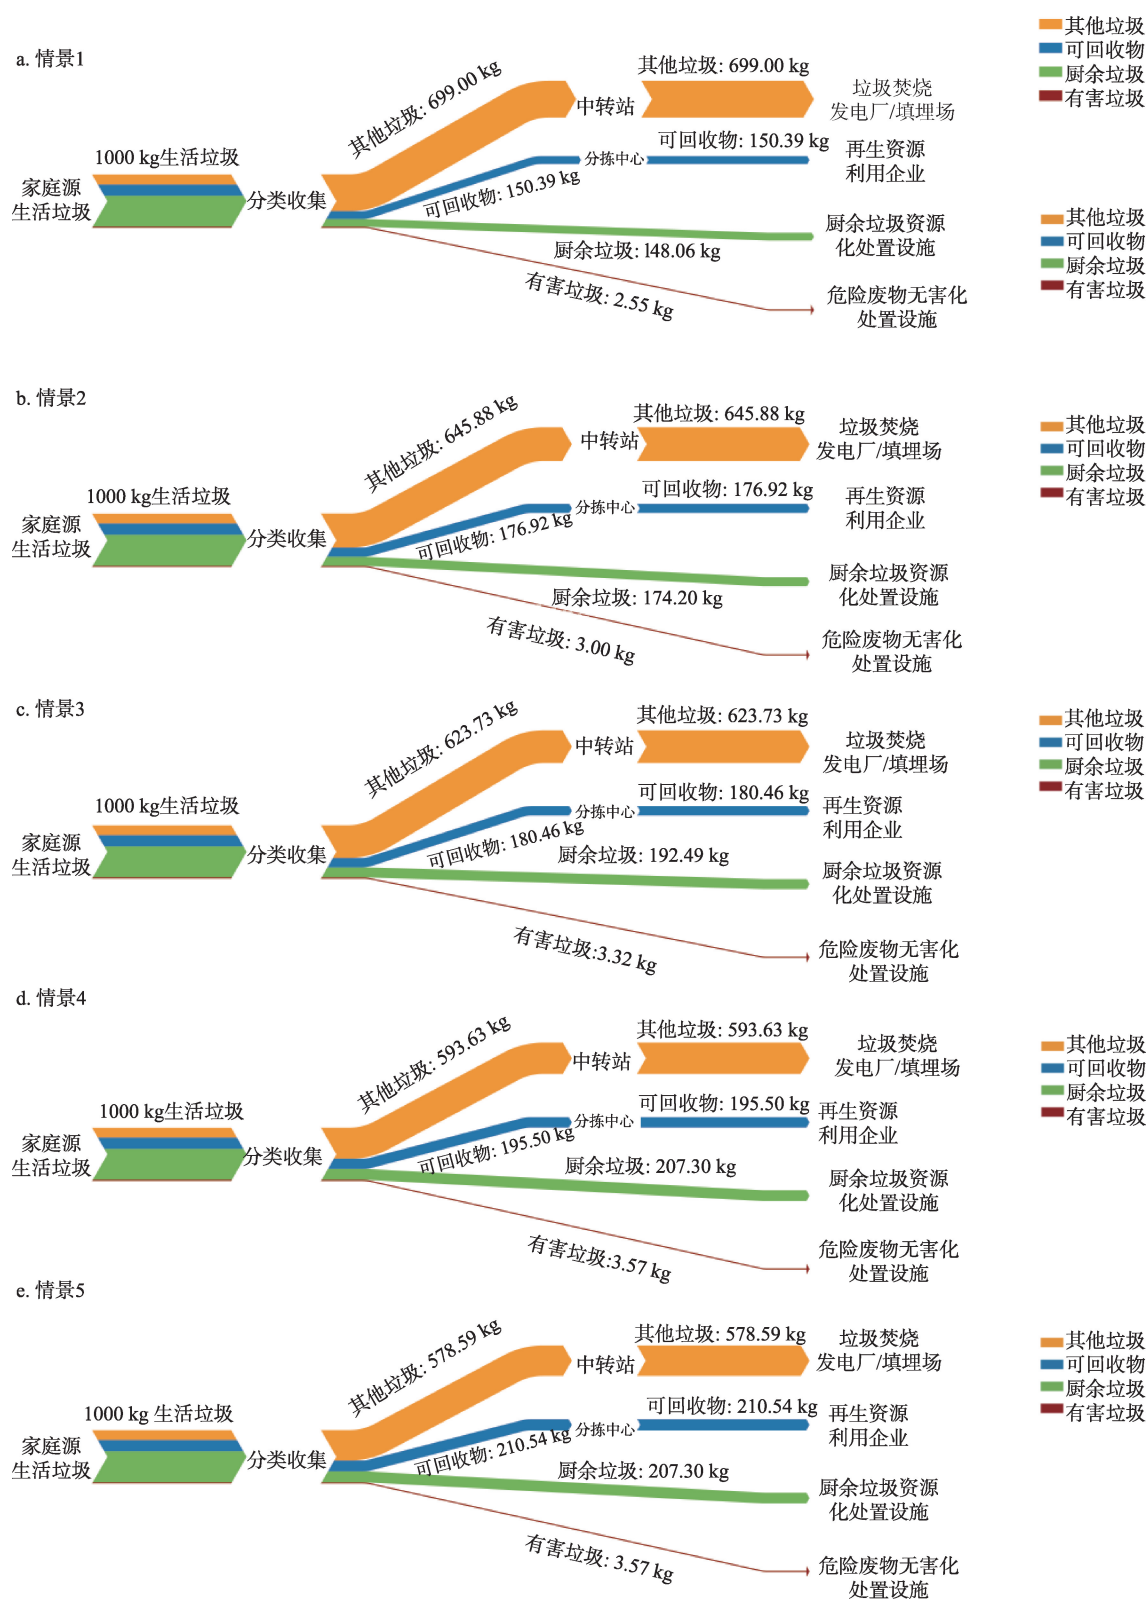 a. 情景1
其他垃圾: 699.00 kg
其他垃圾: 699.00 kg
中转站
垃圾焚烧
发电厂/填埋场
1000 kg生活垃圾
家庭源
生活垃圾
分类收集
可回收物: 150.39 kg
分拣中心
可回收物: 150.39 kg
再生资源
利用企业
厨余垃圾: 148.06 kg
厨余垃圾资源
化处置设施
有害垃圾: 2.55 kg
危险废物无害化
处置设施
其他垃圾
可回收物
厨余垃圾
有害垃圾
其他垃圾
可回收物
厨余垃圾
有害垃圾
b. 情景2
其他垃圾: 645.88 kg
其他垃圾: 645.88 kg
中转站
垃圾焚烧
发电厂/填埋场
1000 kg生活垃圾
家庭源
生活垃圾
分类收集
可回收物: 176.92 kg
分拣中心
可回收物: 176.92 kg
再生资源
利用企业
厨余垃圾: 174.20 kg
厨余垃圾资源
化处置设施
有害垃圾: 3.00 kg
危险废物无害化
处置设施
其他垃圾
可回收物
厨余垃圾
有害垃圾
c. 情景3
其他垃圾: 623.73 kg
其他垃圾: 623.73 kg
中转站
垃圾焚烧
发电厂/填埋场
1000 kg生活垃圾
家庭源
生活垃圾
分类收集
可回收物: 180.46 kg
分拣中心
可回收物: 180.46 kg
再生资源
利用企业
厨余垃圾: 192.49 kg
厨余垃圾资源
化处置设施
有害垃圾:3.32 kg
危险废物无害化
处置设施
其他垃圾
可回收物
厨余垃圾
有害垃圾
d. 情景4
其他垃圾: 593.63 kg
其他垃圾: 593.63 kg
中转站
垃圾焚烧
发电厂/填埋场
1000 kg生活垃圾
家庭源
生活垃圾
分类收集
可回收物: 195.50 kg
分拣中心
可回收物: 195.50 kg
再生资源
利用企业
厨余垃圾: 207.30 kg
厨余垃圾资源
化处置设施
有害垃圾:3.57 kg
危险废物无害化
处置设施
其他垃圾
可回收物
厨余垃圾
有害垃圾
e. 情景5
其他垃圾: 578.59 kg
其他垃圾: 578.59 kg
中转站
垃圾焚烧
发电厂/填埋场
1000 kg 生活垃圾
家庭源
生活垃圾
分类收集
可回收物: 210.54 kg
分拣中心
可回收物: 210.54 kg
再生资源
利用企业
厨余垃圾: 207.30 kg
厨余垃圾资源
化处置设施
有害垃圾: 3.57 kg
危险废物无害化
处置设施
其他垃圾
可回收物
厨余垃圾
有害垃圾